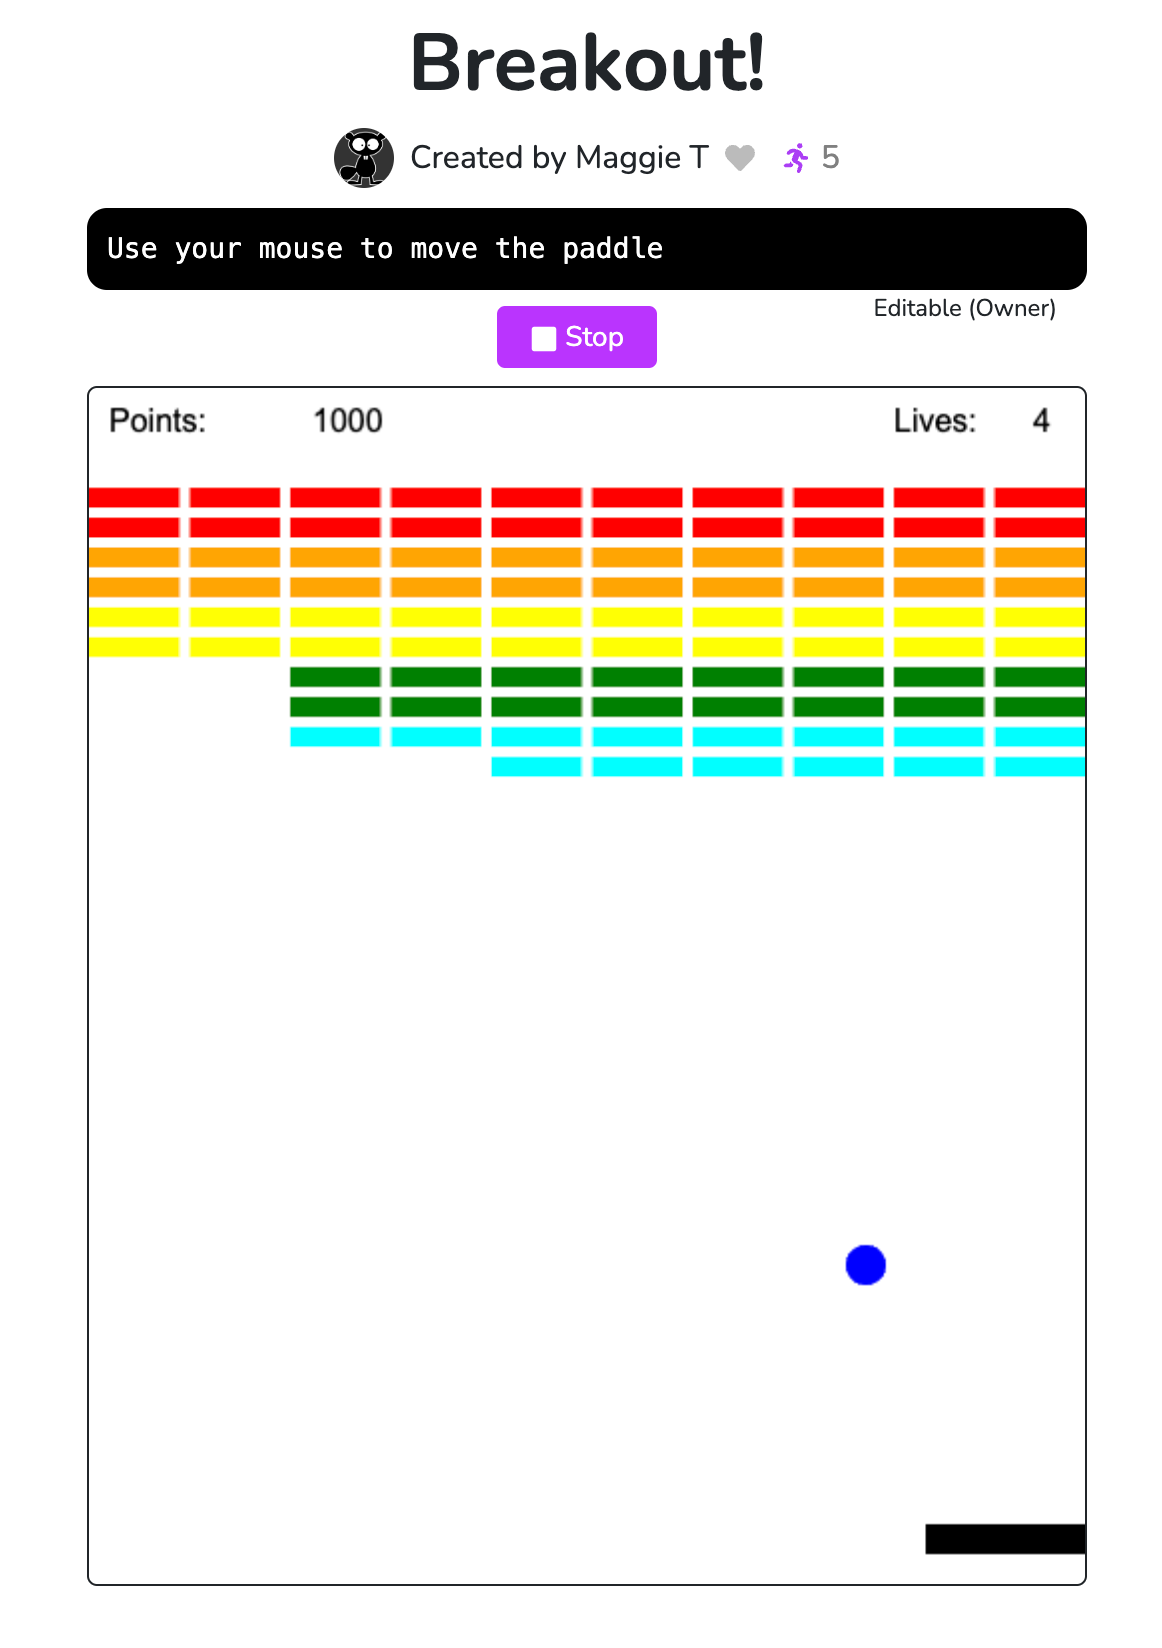 Breakout!
Created by Maggie T 5
Use your mouse to move the paddle
Editable (Owner)
Stop
Points: 1000 Lives: 4